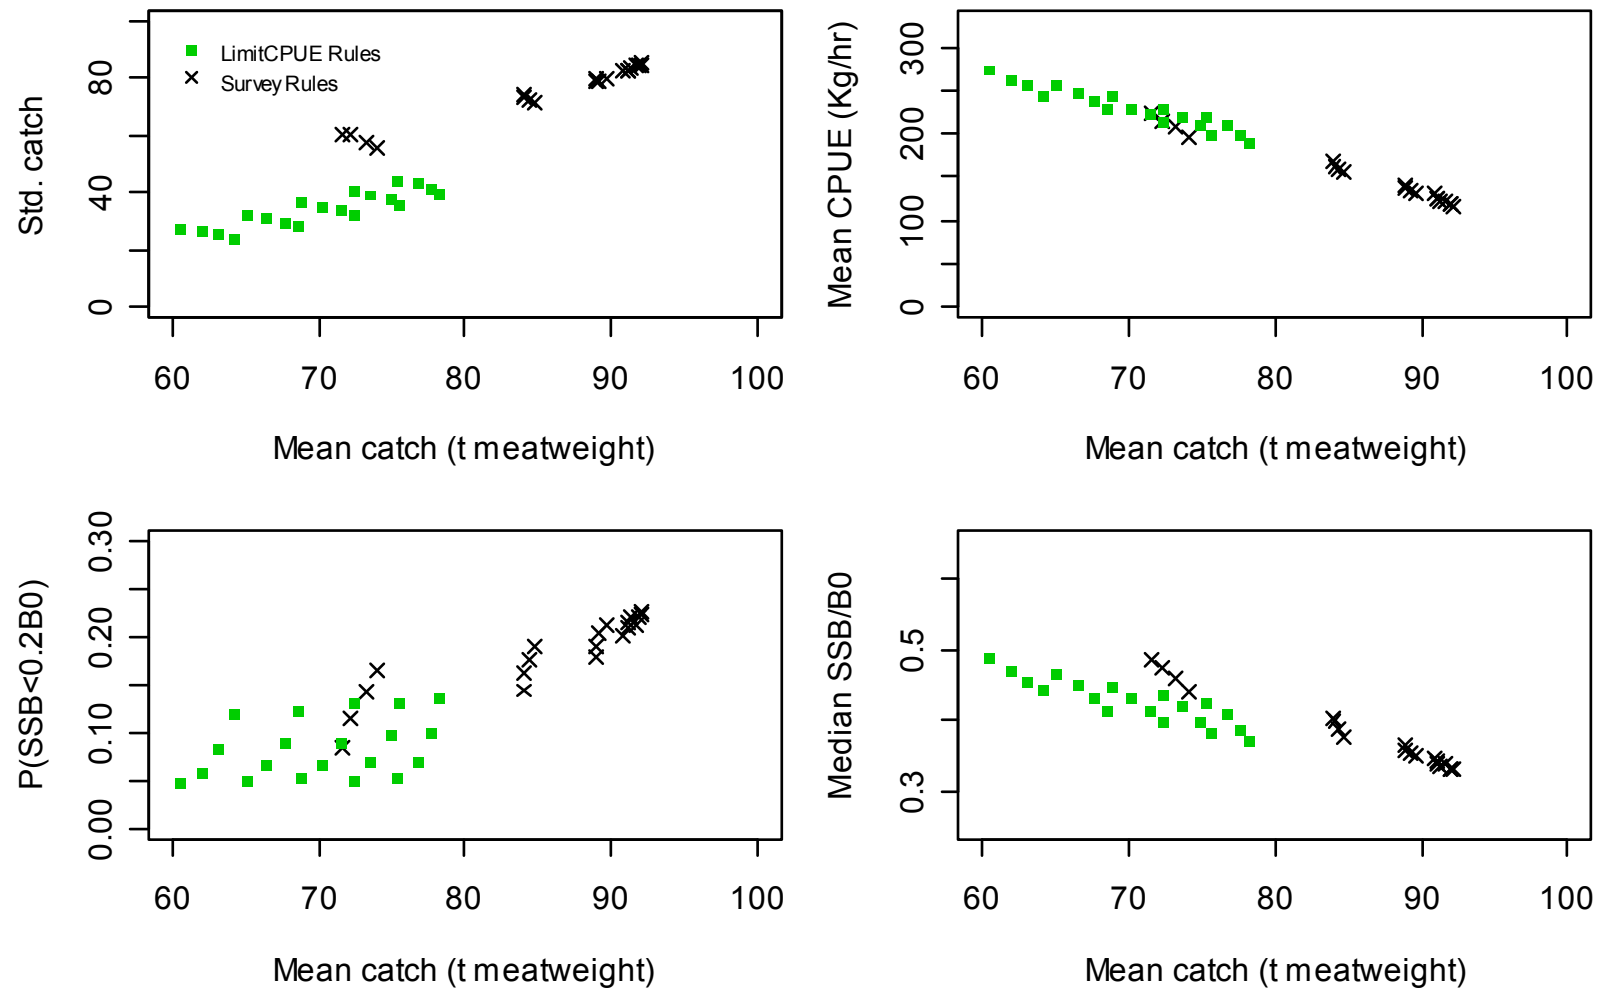 LimitCPUE Rules
Survey Rules
Std. catch
0 40 80
60 70 80 90 100
Mean catch (t meatweight)
Mean CPUE (Kg/hr)
0 100 200 300
60 70 80 90 100
Mean catch (t meatweight)
P(SSB<0.2B0)
0.00 0.10 0.20 0.30
60 70 80 90 100
Mean catch (t meatweight)
Median SSB/B0
0.3 0.5
60 70 80 90 100
Mean catch (t meatweight)